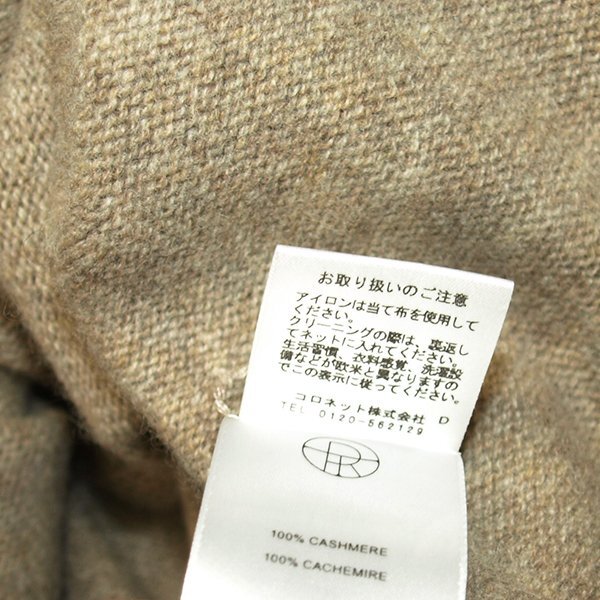 お取り扱いのご注意
アイロンは当て布を使用して
ください。
クリーニングの際は、裏返し
てネットに入れてください。
生活習慣、衣料感覚、洗濯設
備などが欧米と異なりますの
でこの表示に従ってください。
コロネット株式会社 D
TEL 0120-562129
R
100% CASHMERE
100% CACHEMIRE